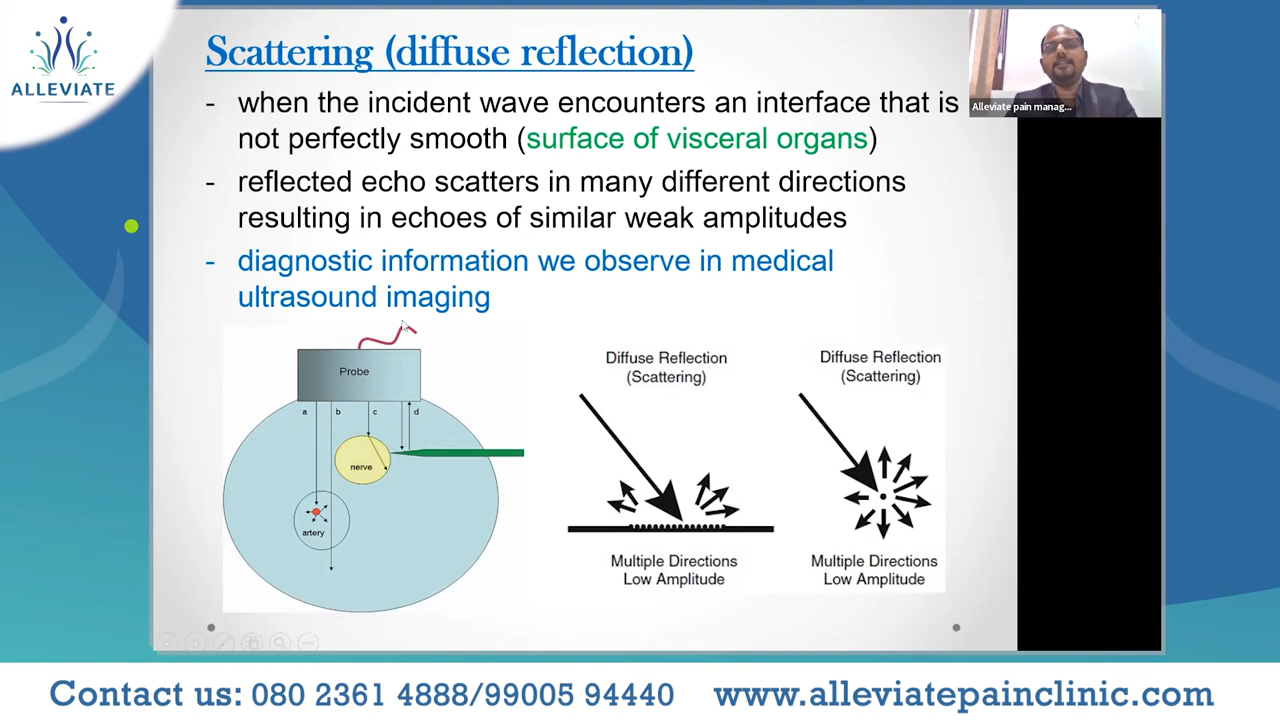 ALLEVIATE
Scattering (diffuse reflection)
- when the incident wave encounters an interface that is
not perfectly smooth (surface of visceral organs)
- reflected echo scatters in many different directions
resulting in echoes of similar weak amplitudes
- diagnostic information we observe in medical
ultrasound imaging
Alleviate pain manag...
Probe
a b c d
nerve
artery
Diffuse Reflection
(Scattering)
Multiple Directions
Low Amplitude
Diffuse Reflection
(Scattering)
Multiple Directions
Low Amplitude
Contact us: 080 2361 4888/99005 94440 www.alleviatepainclinic.com